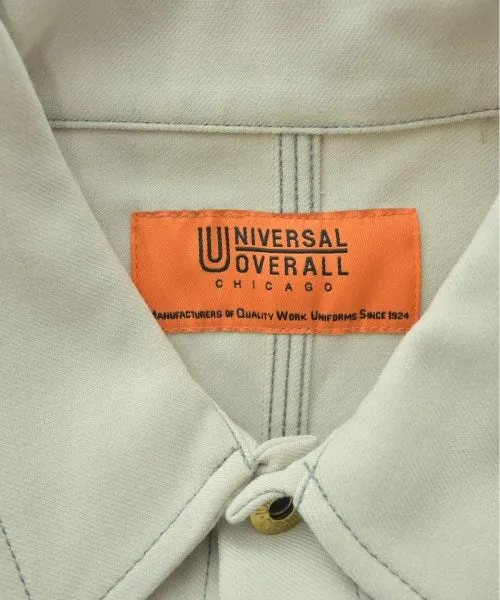 UNIVERSAL
OVERALL
CHICAGO
MANUFACTURERS OF QUALITY WORK UNIFORMS SINCE 1924